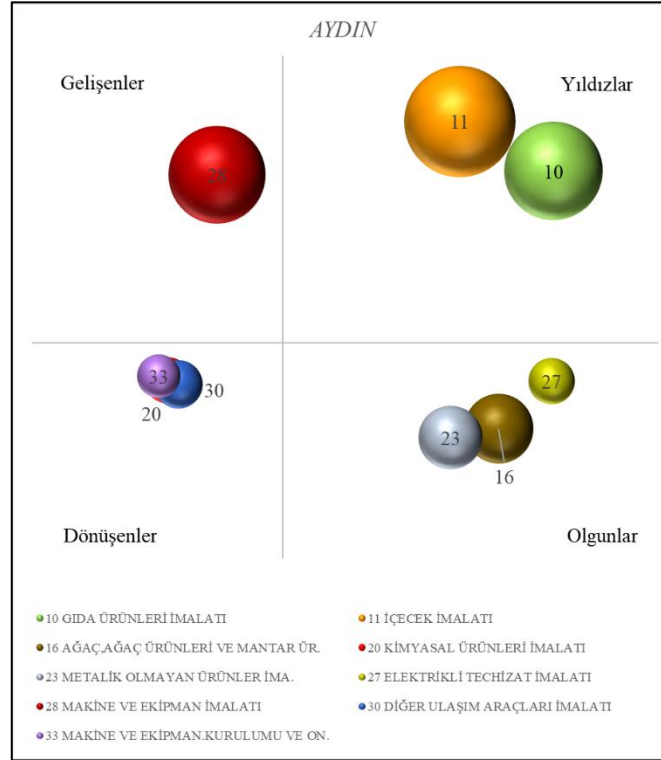 AYDIN
Gelişenler
Yıldızlar
11
28
10
33
30
20
27
23
16
Dönüşenler
Olgunlar
10 GIDA ÜRÜNLERİ İMALATI
11 İÇECEK İMALATI
16 AĞAÇ,AĞAÇ ÜRÜNLERİ VE MANTAR ÜR.
20 KİMYASAL ÜRÜNLERİ İMALATI
23 METALİK OLMAYAN ÜRÜNLER İMA.
27 ELEKTRİKLİ TECHİZAT İMALATI
28 MAKİNE VE EKİPMAN İMALATI
30 DİĞER ULAŞIM ARAÇLARI İMALATI
33 MAKİNE VE EKİPMAN.KURULUMU VE ON.